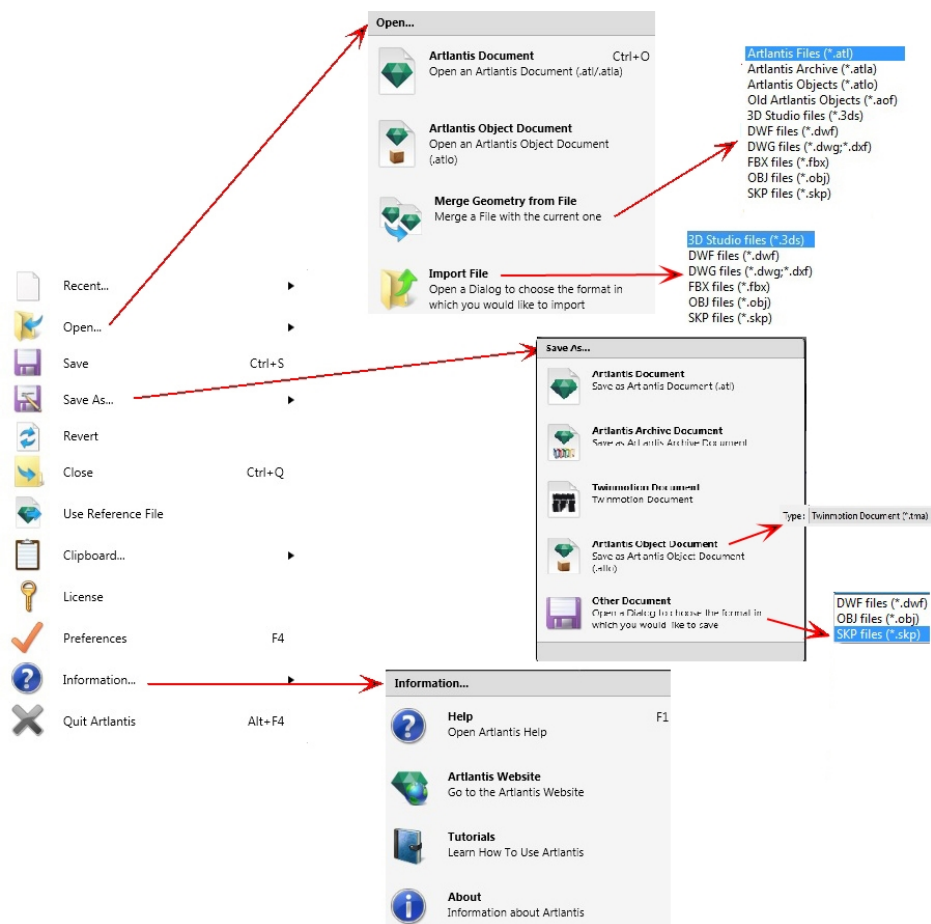 Recent...
Open...
Save Ctrl+S
Save As...
Revert
Close Ctrl+Q
Use Reference File
Clipboard...
License
Preferences F4
Information...
Quit Artlantis Alt+F4
Open...
Artlantis Document Ctrl+O
Open an Artlantis Document (.atl/.atla)
Artlantis Object Document
Open an Artlantis Object Document
(.atlo)
Merge Geometry from File
Merge a File with the current one
Import File
Open a Dialog to choose the format in
which you would like to import
Artlantis Files (*.atl)
Artlantis Archive (*.atla)
Artlantis Objects (*.atlo)
Old Artlantis Objects (*.aof)
3D Studio files (*.3ds)
DWF files (*.dwf)
DWG files (*.dwg;*.dxf)
FBX files (*.fbx)
OBJ files (*.obj)
SKP files (*.skp)
3D Studio files (*.3ds)
DWF files (*.dwf)
DWG files (*.dwg;*.dxf)
FBX files (*.fbx)
OBJ files (*.obj)
SKP files (*.skp)
Save As...
Artlantis Document
Save as Artlantis Document (.atl)
Artlantis Archive Document
Save as Artlantis Archive Document
Twinmotion Document
Twinmotion Document
Artlantis Object Document
Save as Artlantis Object Document
(.atlo)
Other Document
Open a Dialog to choose the format in
which you would like to save
Type: Twinmotion Document (*.tma)
DWF files (*.dwf)
OBJ files (*.obj)
SKP files (*.skp)
Information...
Help F1
Open Artlantis Help
Artlantis Website
Go to the Artlantis Website
Tutorials
Learn How To Use Artlantis
About
Information about Artlantis